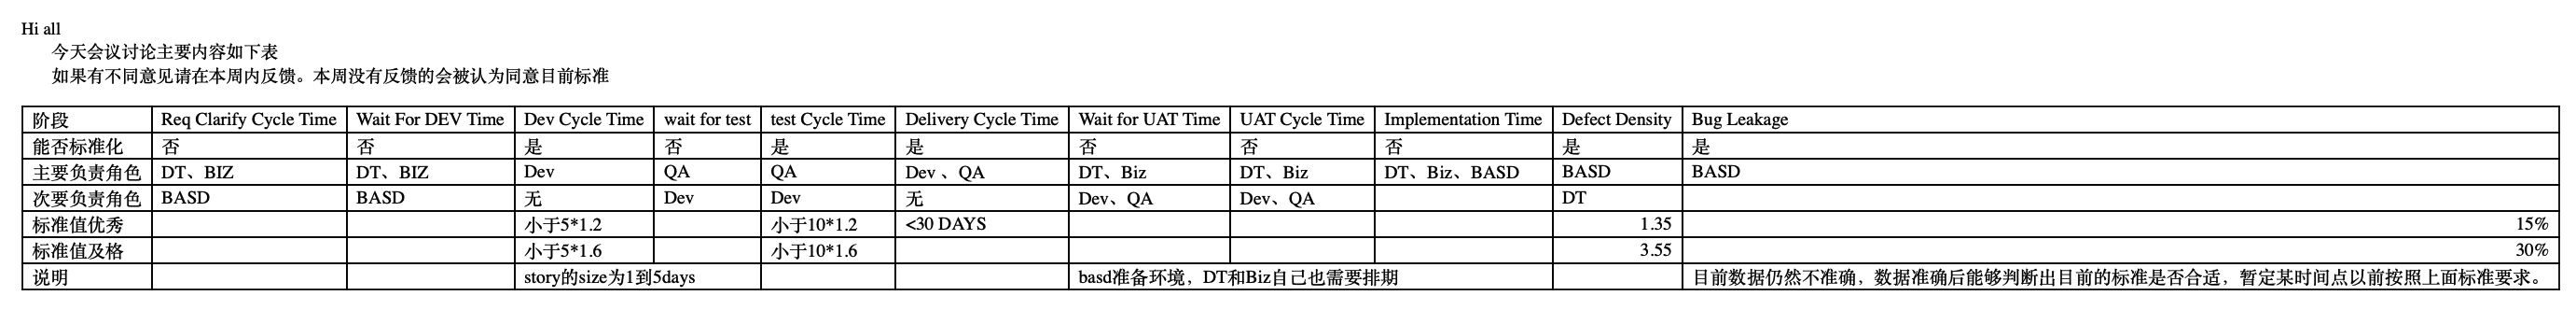 Hi all
今天会议讨论主要内容如下表
如果有不同意见请在本周内反馈。本周没有反馈的会被认为同意目前标准
阶段 Req Clarify Cycle Time Wait For DEV Time Dev Cycle Time wait for test test Cycle Time Delivery Cycle Time Wait for UAT Time UAT Cycle Time Implementation Time Defect Density Bug Leakage
能否标准化 否 否 是 否 是 是 否 否 否 是 是
主要负责角色 DT、BIZ DT、BIZ Dev QA QA Dev 、QA DT、Biz DT、Biz DT、Biz、BASD BASD BASD
次要负责角色 BASD BASD 无 Dev Dev 无 Dev、QA Dev、QA DT
标准值优秀 小于5*1.2 小于10*1.2 <30 DAYS 1.35 15%
标准值及格 小于5*1.6 小于10*1.6 3.55 30%
说明 story的size为1到5days basd准备环境，DT和Biz自己也需要排期 目前数据仍然不准确，数据准确后能够判断出目前的标准是否合适，暂定某时间点以前按照上面标准要求。